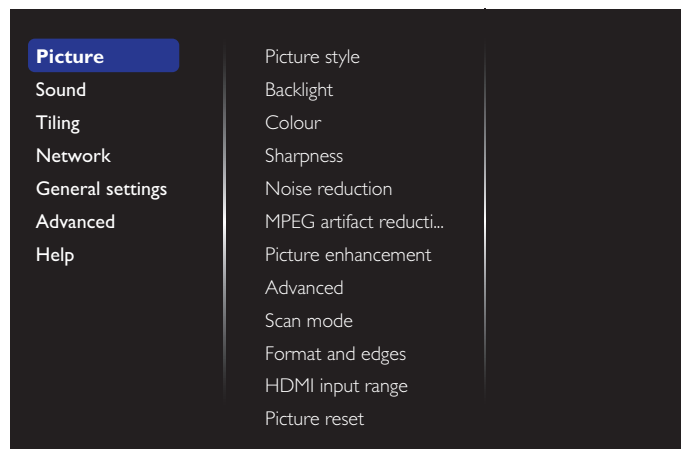 Picture
Sound
Tiling
Network
General settings
Advanced
Help
Picture style
Backlight
Colour
Sharpness
Noise reduction
MPEG artifact reducti...
Picture enhancement
Advanced
Scan mode
Format and edges
HDMI input range
Picture reset